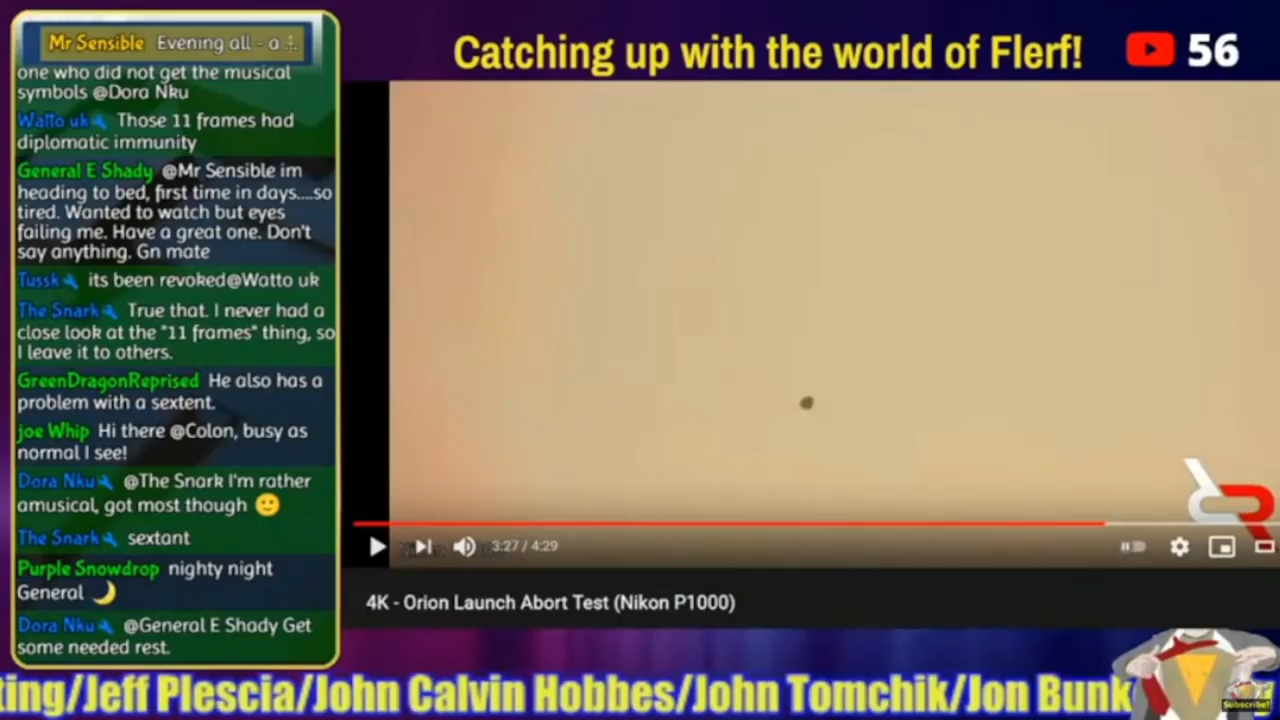 Mr Sensible Evening all - a ...
one who did not get the musical
symbols @Dora Nku
Watto uk Those 11 frames had
diplomatic immunity
General E Shady @Mr Sensible im
heading to bed, first time in days....so
tired. Wanted to watch but eyes
failing me. Have a great one. Don't
say anything. Gn mate
Tussk its been revoked@Watto uk
The Snark True that. I never had a
close look at the "11 frames" thing, so
I leave it to others.
GreenDragonReprised He also has a
problem with a sextent.
joe Whip Hi there @Colon, busy as
normal I see!
Dora Nku @The Snark I'm rather
amusical, got most though 🙂
The Snark sextant
Purple Snowdrop nighty night
General 🌙
Dora Nku @General E Shady Get
some needed rest.
Catching up with the world of Flerf!
56
3:27 / 4:29
4K - Orion Launch Abort Test (Nikon P1000)
ting/Jeff Plescia/John Calvin Hobbes/John Tomchik/Jon Bunk
Subscribe!